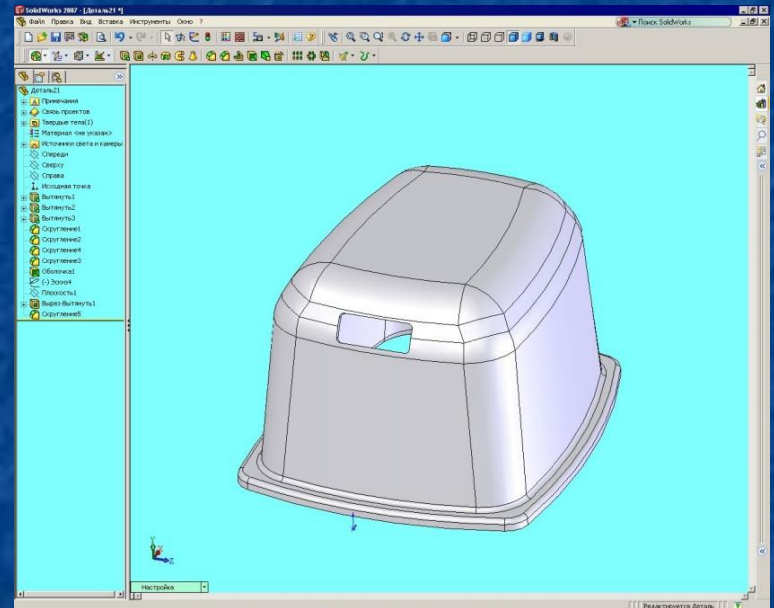 SolidWorks 2007 - [Деталь21 *]
Файл Правка Вид Вставка Инструменты Окно ?
Поиск SolidWorks
Деталь21
Примечания
Связь проектов
Твердые тела(1)
Материал <не указан>
Источники света и камеры
Спереди
Сверху
Справа
Исходная точка
Вытянуть1
Вытянуть2
Вытянуть3
Скругление1
Скругление2
Скругление4
Скругление3
Оболочка1
(-) Эскиз4
Плоскость1
Вырез-Вытянуть1
Скругление5
Y
X
Z
Настройка
Редактируется Деталь